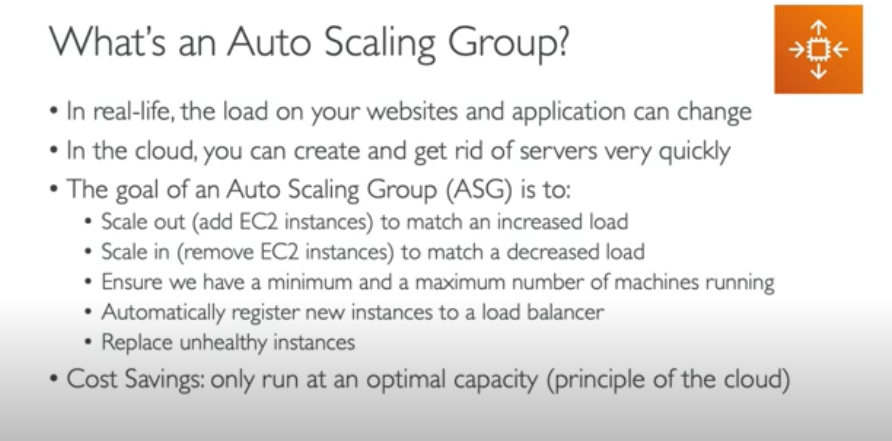 What's an Auto Scaling Group?
• In real-life, the load on your websites and application can change
• In the cloud, you can create and get rid of servers very quickly
• The goal of an Auto Scaling Group (ASG) is to:
• Scale out (add EC2 instances) to match an increased load
• Scale in (remove EC2 instances) to match a decreased load
• Ensure we have a minimum and a maximum number of machines running
• Automatically register new instances to a load balancer
• Replace unhealthy instances
• Cost Savings: only run at an optimal capacity (principle of the cloud)